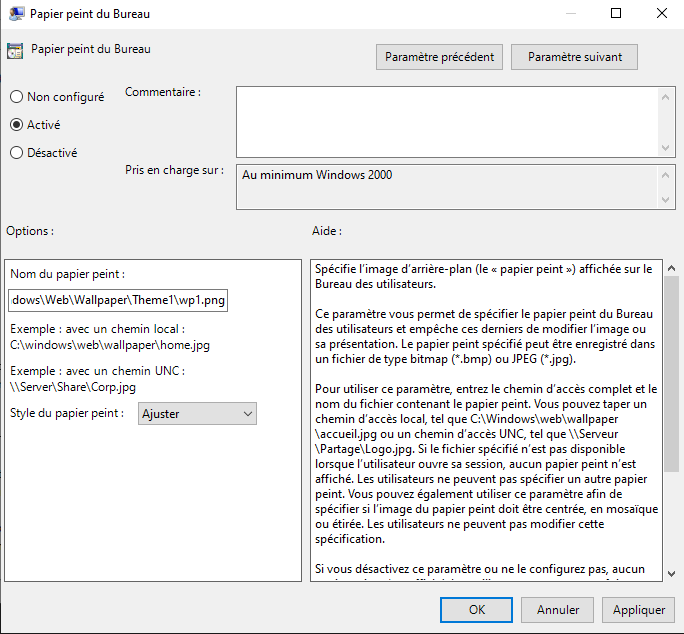 Papier peint du Bureau
Papier peint du Bureau
Paramètre précédent
Paramètre suivant
Non configuré
Commentaire :
Activé
Désactivé
Pris en charge sur :
Au minimum Windows 2000
Options :
Aide :
Nom du papier peint :
dows\Web\Wallpaper\Theme1\wp1.png
Exemple : avec un chemin local :
C:\windows\web\wallpaper\home.jpg
Exemple : avec un chemin UNC :
\\Server\Share\Corp.jpg
Style du papier peint :
Ajuster
Spécifie l'image d'arrière-plan (le « papier peint ») affichée sur le
Bureau des utilisateurs.
Ce paramètre vous permet de spécifier le papier peint du Bureau
des utilisateurs et empêche ces derniers de modifier l'image ou
sa présentation. Le papier peint spécifié peut être enregistré dans
un fichier de type bitmap (*.bmp) ou JPEG (*.jpg).
Pour utiliser ce paramètre, entrez le chemin d'accès complet et le
nom du fichier contenant le papier peint. Vous pouvez taper un
chemin d'accès local, tel que C:\Windows\web\wallpaper
\accueil.jpg ou un chemin d'accès UNC, tel que \\Serveur
\Partage\Logo.jpg. Si le fichier spécifié n'est pas disponible
lorsque l'utilisateur ouvre sa session, aucun papier peint n'est
affiché. Les utilisateurs ne peuvent pas spécifier un autre papier
peint. Vous pouvez également utiliser ce paramètre afin de
spécifier si l'image du papier peint doit être centrée, en mosaïque
ou étirée. Les utilisateurs ne peuvent pas modifier cette
spécification.
Si vous désactivez ce paramètre ou ne le configurez pas, aucun
OK
Annuler
Appliquer